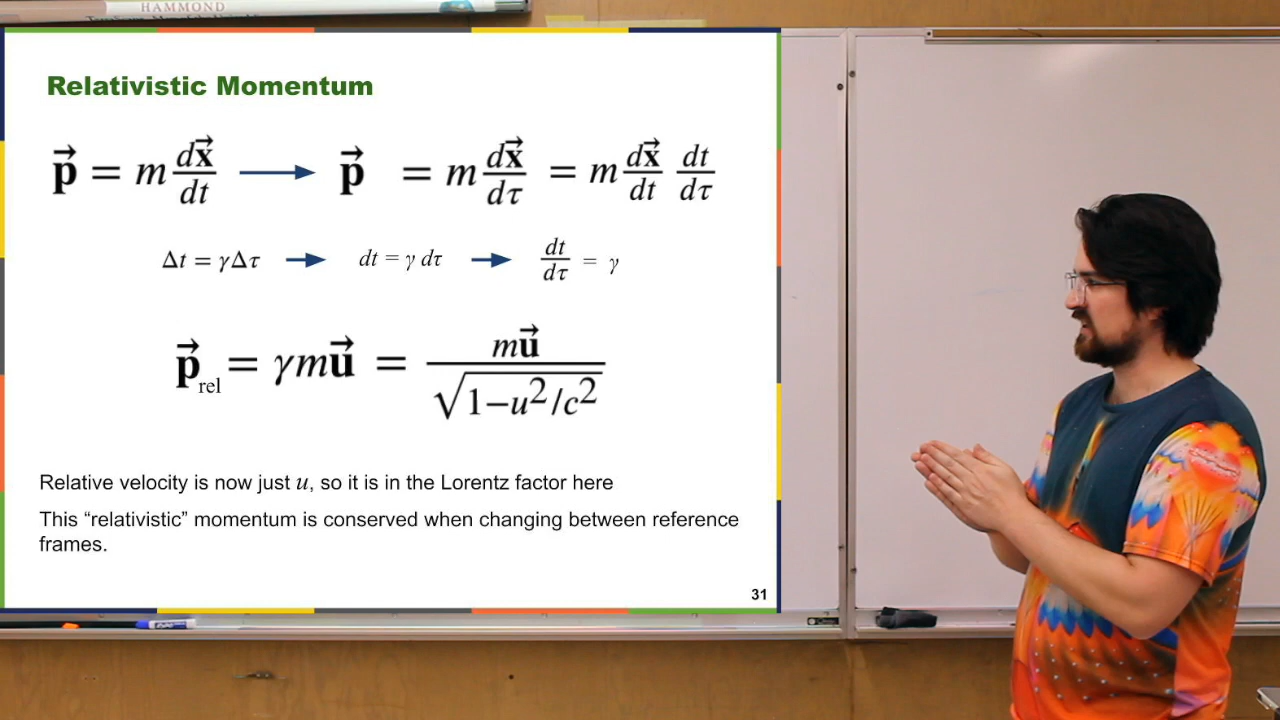 HAMMOND
Relativistic Momentum
p⃗ = m dx⃗/dt → p⃗ = m dx⃗/dτ = m dx⃗/dt dt/dτ
Δt = γΔτ → dt = γ dτ → dt/dτ = γ
p⃗rel = γmu⃗ = mu⃗/√(1−u²/c²)
Relative velocity is now just u, so it is in the Lorentz factor here
This “relativistic” momentum is conserved when changing between reference
frames.
31